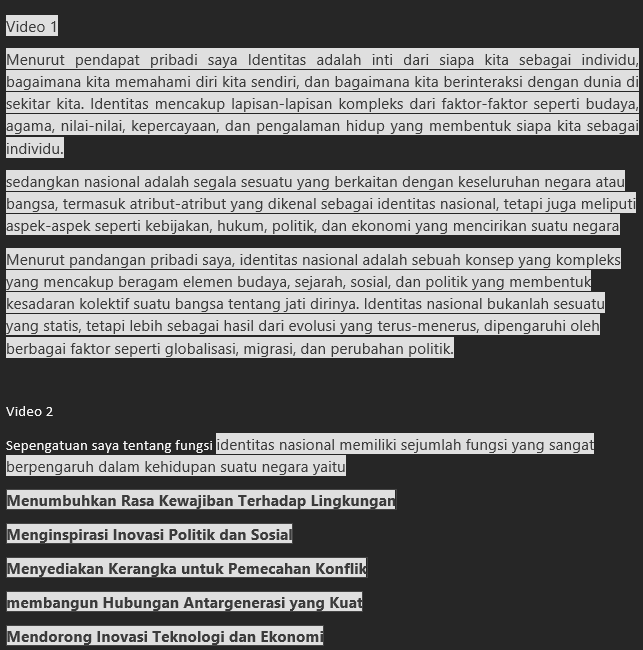 Video 1
Menurut pendapat pribadi saya Identitas adalah inti dari siapa kita sebagai individu,
bagaimana kita memahami diri kita sendiri, dan bagaimana kita berinteraksi dengan dunia di
sekitar kita. Identitas mencakup lapisan-lapisan kompleks dari faktor-faktor seperti budaya,
agama, nilai-nilai, kepercayaan, dan pengalaman hidup yang membentuk siapa kita sebagai
individu.
sedangkan nasional adalah segala sesuatu yang berkaitan dengan keseluruhan negara atau
bangsa, termasuk atribut-atribut yang dikenal sebagai identitas nasional, tetapi juga meliputi
aspek-aspek seperti kebijakan, hukum, politik, dan ekonomi yang mencirikan suatu negara
Menurut pandangan pribadi saya, identitas nasional adalah sebuah konsep yang kompleks
yang mencakup beragam elemen budaya, sejarah, sosial, dan politik yang membentuk
kesadaran kolektif suatu bangsa tentang jati dirinya. Identitas nasional bukanlah sesuatu
yang statis, tetapi lebih sebagai hasil dari evolusi yang terus-menerus, dipengaruhi oleh
berbagai faktor seperti globalisasi, migrasi, dan perubahan politik.
Video 2
Sepengatuan saya tentang fungsi identitas nasional memiliki sejumlah fungsi yang sangat
berpengaruh dalam kehidupan suatu negara yaitu
Menumbuhkan Rasa Kewajiban Terhadap Lingkungan
Menginspirasi Inovasi Politik dan Sosial
Menyediakan Kerangka untuk Pemecahan Konflik
membangun Hubungan Antargenerasi yang Kuat
Mendorong Inovasi Teknologi dan Ekonomi